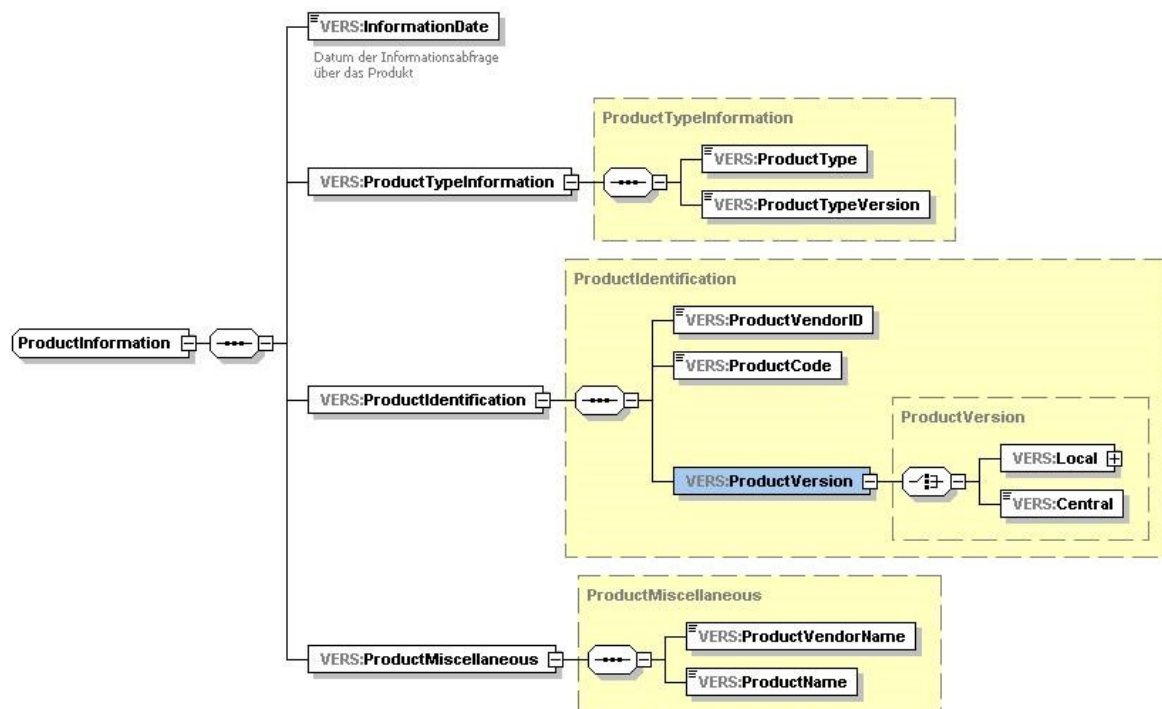 VERS:InformationDate
Datum der Informationsabfrage
über das Produkt
ProductTypeInformation
VERS:ProductType
VERS:ProductTypeInformation
VERS:ProductTypeVersion
ProductIdentification
VERS:ProductVendorID
ProductInformation
VERS:ProductCode
VERS:ProductIdentification
ProductVersion
VERS:Local
VERS:ProductVersion
VERS:Central
ProductMiscellaneous
VERS:ProductVendorName
VERS:ProductMiscellaneous
VERS:ProductName